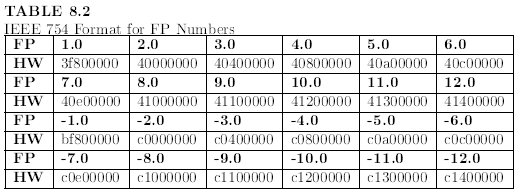 TABLE 8.2
IEEE 754 Format for FP Numbers
FP 1.0 2.0 3.0 4.0 5.0 6.0
HW 3f800000 40000000 40400000 40800000 40a00000 40c00000
FP 7.0 8.0 9.0 10.0 11.0 12.0
HW 40e00000 41000000 41100000 41200000 41300000 41400000
FP -1.0 -2.0 -3.0 -4.0 -5.0 -6.0
HW bf800000 c0000000 c0400000 c0800000 c0a00000 c0c00000
FP -7.0 -8.0 -9.0 -10.0 -11.0 -12.0
HW c0e00000 c1000000 c1100000 c1200000 c1300000 c1400000